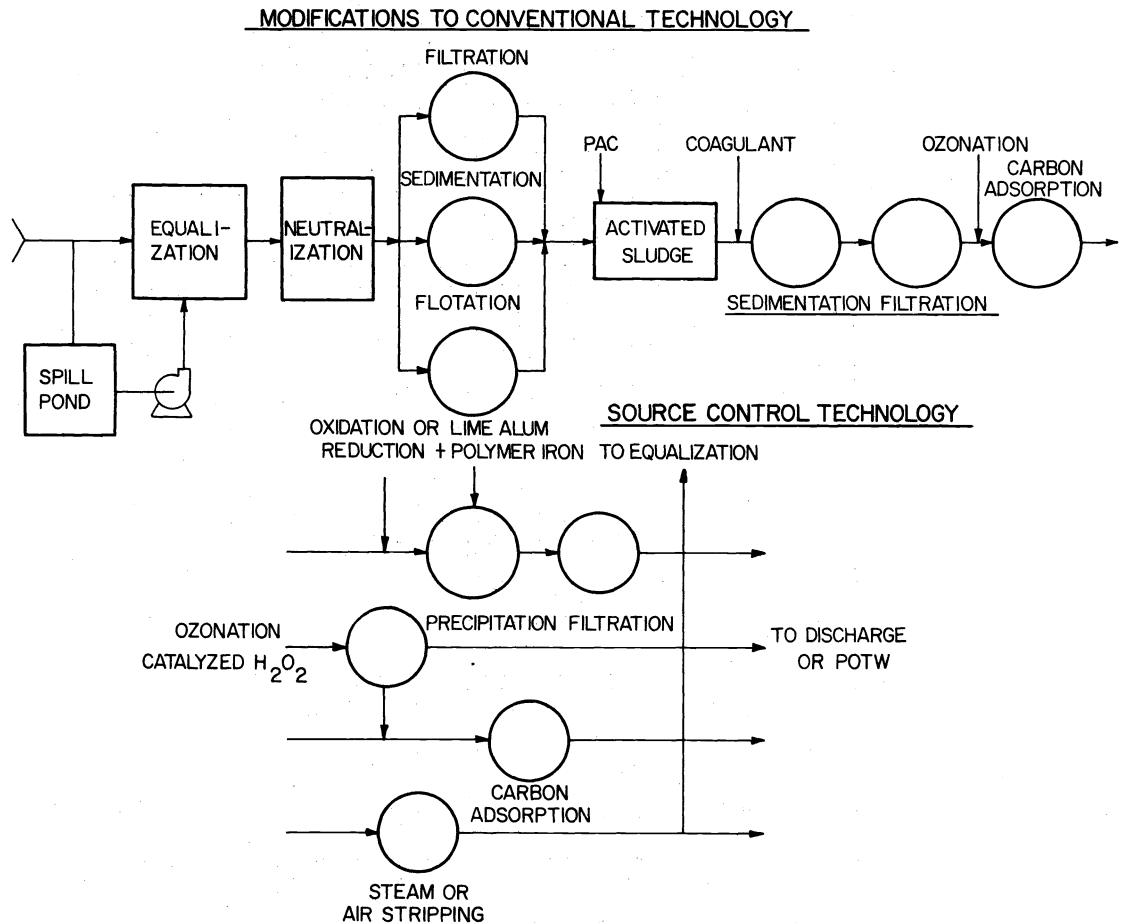 MODIFICATIONS TO CONVENTIONAL TECHNOLOGY
FILTRATION
PAC
COAGULANT
OZONATION
CARBON
ADSORPTION
SEDIMENTATION
EQUALI-
ZATION
NEUTRAL-
IZATION
ACTIVATED
SLUDGE
FLOTATION
SEDIMENTATION FILTRATION
SPILL
POND
SOURCE CONTROL TECHNOLOGY
OXIDATION OR LIME ALUM
REDUCTION + POLYMER IRON TO EQUALIZATION
PRECIPITATION FILTRATION
OZONATION
CATALYZED H2O2
TO DISCHARGE
OR POTW
CARBON
ADSORPTION
STEAM OR
AIR STRIPPING